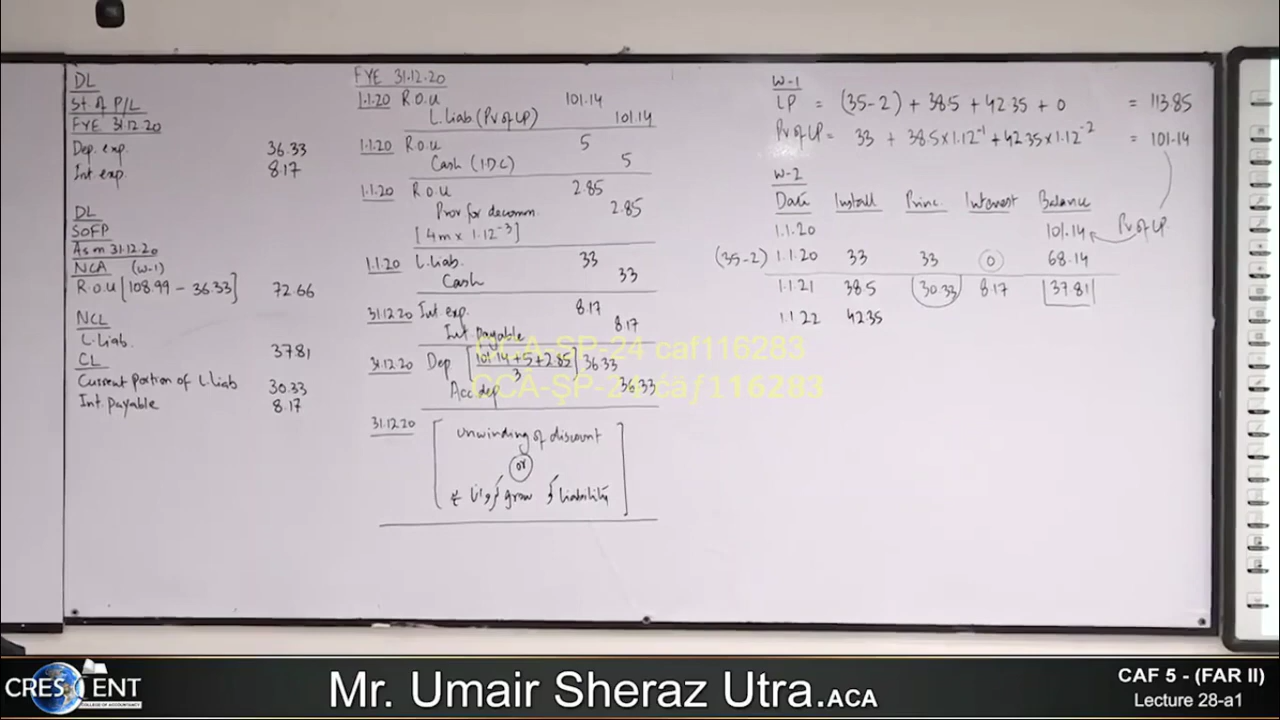 DL
St. of P/L
FYE 31.12.20
Dep. exp. 36.33
Int. exp. 8.17
DL
SOFP
As on 31.12.20
NCA (W-1)
R.O.U [108.99 - 36.33] 72.66
NCL
L.Liab. 37.81
CL
Current Portion of L.liab 30.33
Int. Payable 8.17
FYE 31.12.20
1.1.20 R.O.U 101.14
L.liab (Pv of LP) 101.14
1.1.20 R.O.U 5
Cash (IDC) 5
1.1.20 R.O.U 2.85
Prov for decomm. 2.85
[4m x 1.12⁻³]
1.1.20 L.liab. 33
Cash 33
31.12.20 Int exp. 8.17
Int. Payable 8.17
31.12.20 Dep [101.14 + 5 + 2.85 / 3] 36.33
Acc. dep 36.33
31.12.20 [unwinding of discount
or
liability کو grow کروانا ہے]
W-1
LP = (35-2) + 38.5 + 42.35 + 0 = 113.85
Pv of LP = 33 + 38.5 x 1.12⁻¹ + 42.35 x 1.12⁻² = 101.14
W-2
Date Install Princ. Interest Balance
1.1.20 101.14 Pv of LP
(35-2) 1.1.20 33 33 0 68.14
1.1.21 38.5 30.33 8.17 37.81
1.1.22 42.35
CCA-SP-24 caf116283
CCA-SP-24 caf116283
CRESCENT
COLLEGE OF ACCOUNTANCY
Mr. Umair Sheraz Utra.ACA
CAF 5 - (FAR II)
Lecture 28-a1